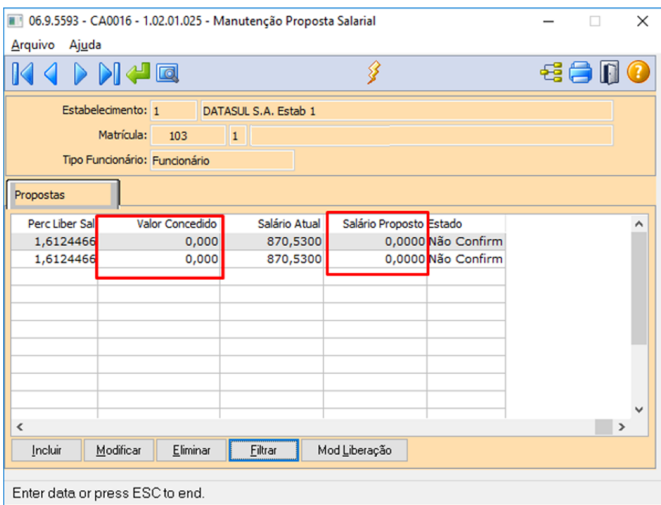 06.9.5593 - CA0016 - 1.02.01.025 - Manutenção Proposta Salarial
Arquivo Ajuda
Estabelecimento: 1 DATASUL S.A. Estab 1
Matrícula: 103 1
Tipo Funcionário: Funcionário
Propostas
Perc Liber Sal Valor Concedido Salário Atual Salário Proposto Estado
1,6124466 0,000 870,5300 0,0000 Não Confirm
1,6124466 0,000 870,5300 0,0000 Não Confirm
Incluir Modificar Eliminar Filtrar Mod Liberação
Enter data or press ESC to end.